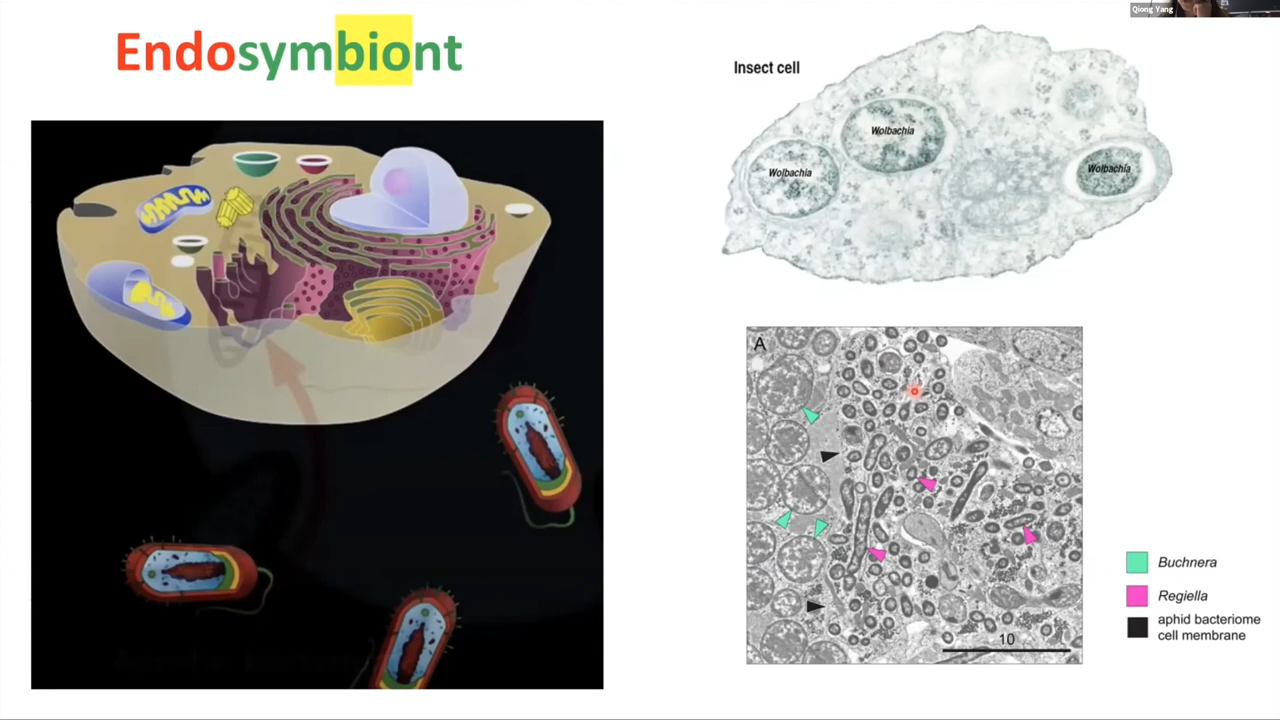 Qiong Yang
Endosymbiont
Insect cell
Wolbachia
Wolbachia
Wolbachia
A
10
Buchnera
Regiella
aphid bacteriome
cell membrane